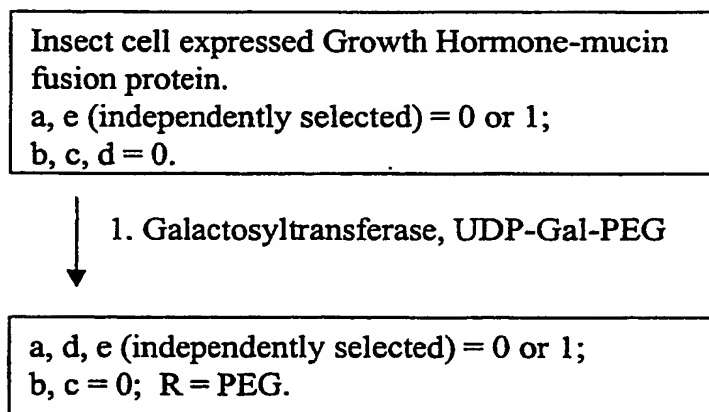 Insect cell expressed Growth Hormone-mucin
fusion protein.
a, e (independently selected) = 0 or 1;
b, c, d = 0.
1. Galactosyltransferase, UDP-Gal-PEG
a, d, e (independently selected) = 0 or 1;
b, c = 0; R = PEG.